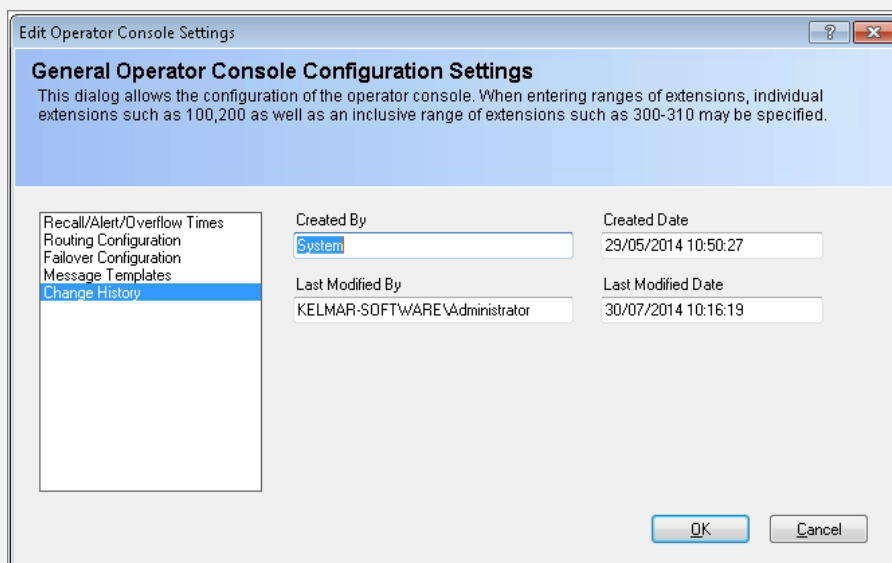 Edit Operator Console Settings
?
General Operator Console Configuration Settings
This dialog allows the configuration of the operator console. When entering ranges of extensions, individual
extensions such as 100,200 as well as an inclusive range of extensions such as 300-310 may be specified.
Recall/Alert/Overflow Times
Routing Configuration
Failover Configuration
Message Templates
Change History
Created By
Created Date
System
29/05/2014 10:50:27
Last Modified By
Last Modified Date
KELMAR-SOFTWARE\Administrator
30/07/2014 10:16:19
OK
Cancel